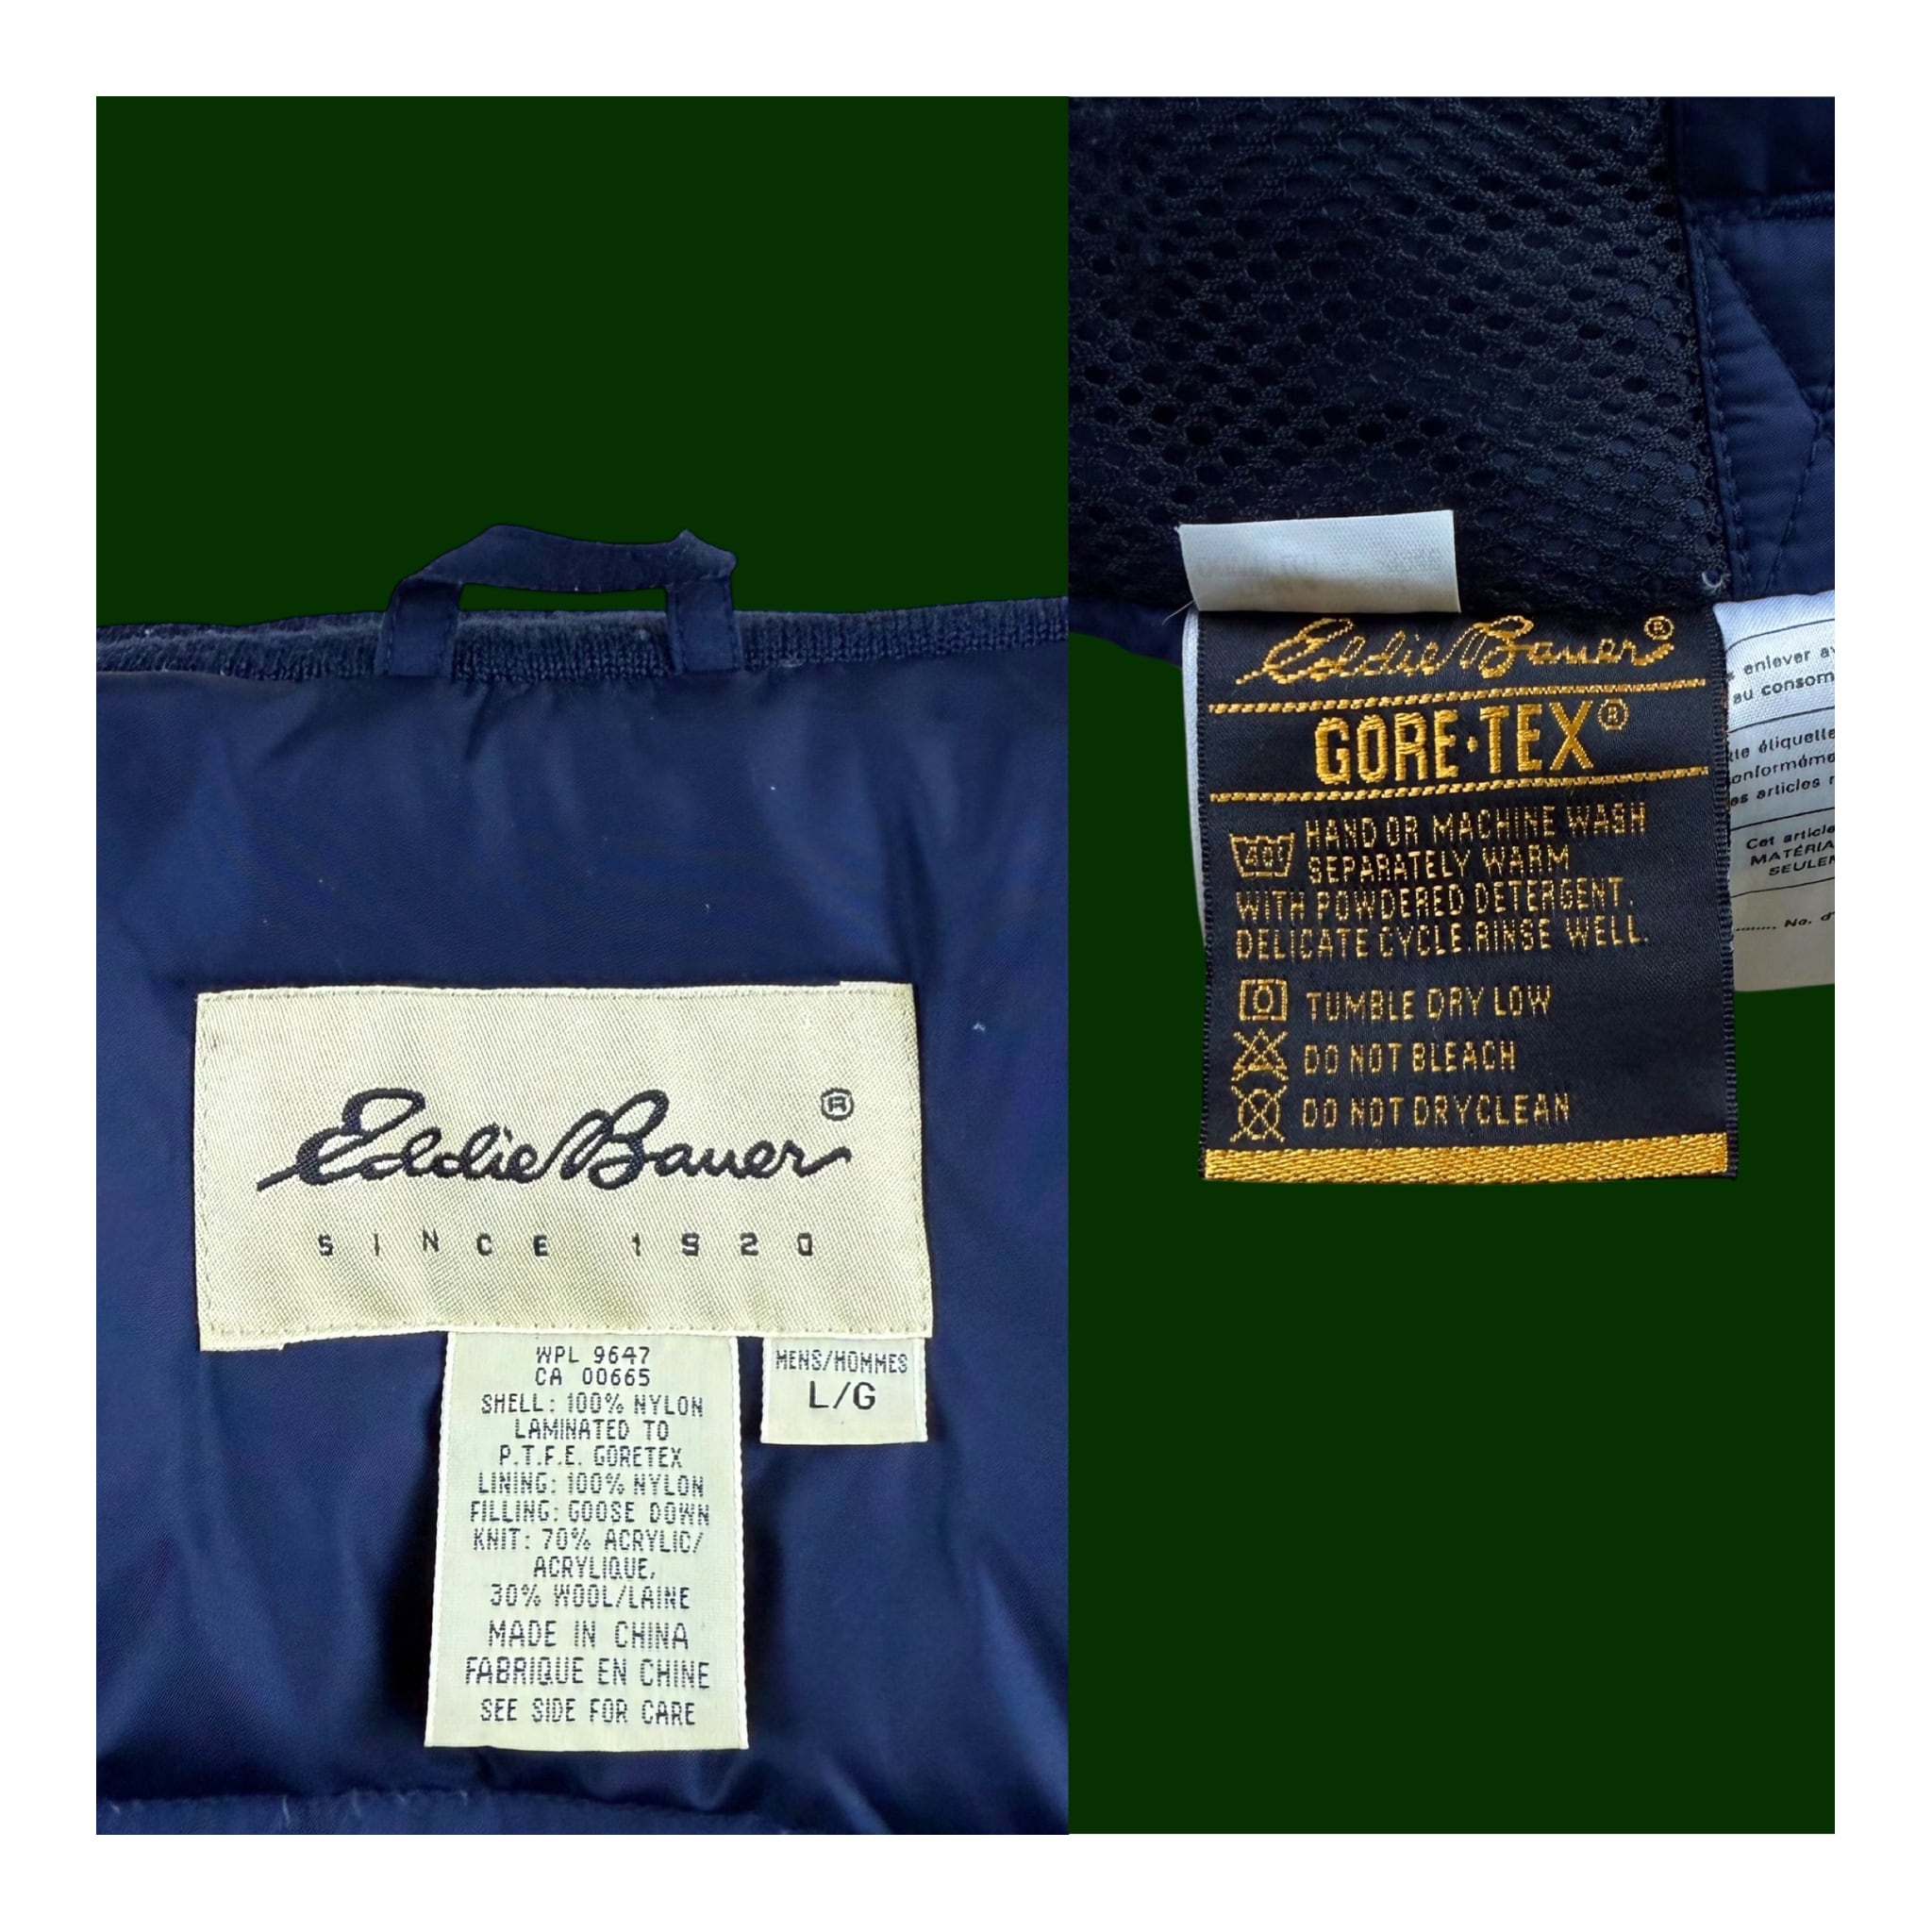 Eddie Bauer®
SINCE 1920
WPL 9647
CA 00665
SHELL: 100% NYLON
LAMINATED TO
P.T.F.E. GORETEX
LINING: 100% NYLON
FILLING: GOOSE DOWN
KNIT: 70% ACRYLIC/
ACRYLIQUE,
30% WOOL/LAINE
MADE IN CHINA
FABRIQUE EN CHINE
SEE SIDE FOR CARE
MENS/HOMMES
L/G
Eddie Bauer®
GORE-TEX®
40°
HAND OR MACHINE WASH
SEPARATELY WARM
WITH POWDERED DETERGENT.
DELICATE CYCLE RINSE WELL.
TUMBLE DRY LOW
DO NOT BLEACH
DO NOT DRYCLEAN
enlever
au consom
étiquette
articles
Cet article
MATÉRIA
SEULEM
No. d'